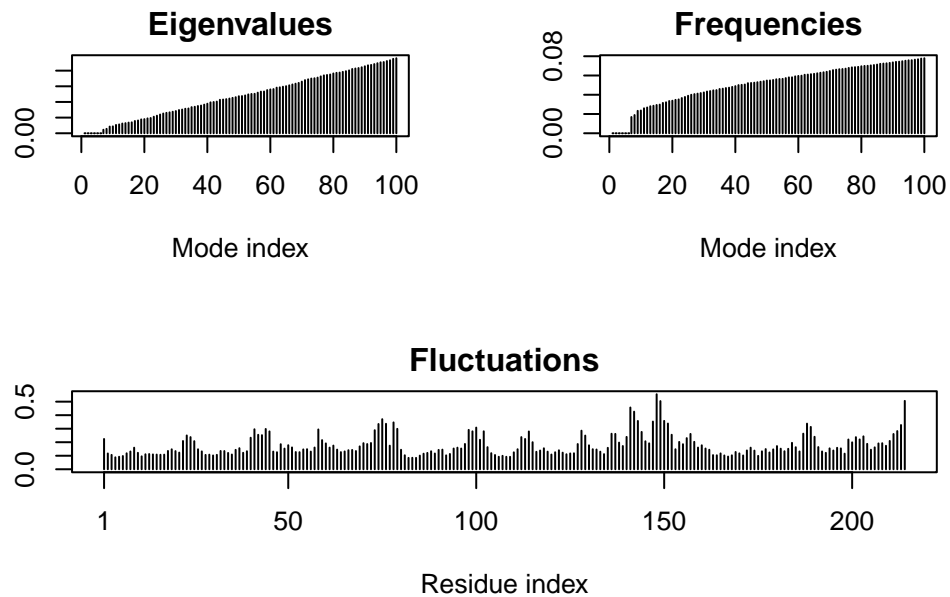 Eigenvalues
0.00
0 20 40 60 80 100
Mode index
Frequencies
0.00 0.08
0 20 40 60 80 100
Mode index
Fluctuations
0.0 0.5
1 50 100 150 200
Residue index